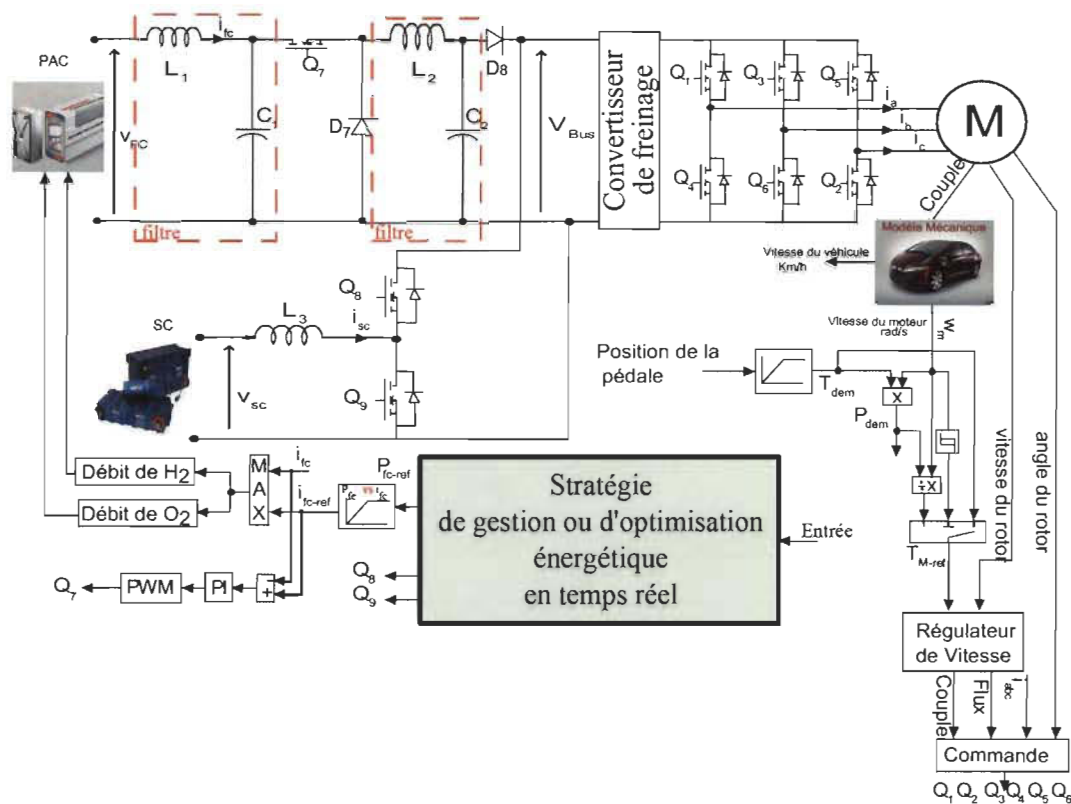 PAC
i fc
L1
Q7
L2
D8
C1
D7
C2
vFC
VBus
filtre
filtre
Convertisseur
de freinage
Q1
Q3
Q5
Q4
Q6
Q2
ia
ib
ic
M
Couple
Modèle Mécanique
Vitesse du véhicule
Km/h
vitesse du rotor
angle du rotor
Q8
SC
L3
isc
vsc
Q9
Vitesse du moteur
rad/s
Wm
Position de la
pédale
Tdem
X
Pdem
÷X
TM-ref
Débit de H2
Débit de O2
MAX
ifc
ifc-ref
Pfc-ref
Pfc vs ifc
Stratégie
de gestion ou d'optimisation
énergétique
en temps réel
Entrée
Q8
Q9
Q7
PWM
PI
- +
Régulateur
de Vitesse
Couple
Flux
iabc
Commande
Q1 Q2 Q3 Q4 Q5 Q6